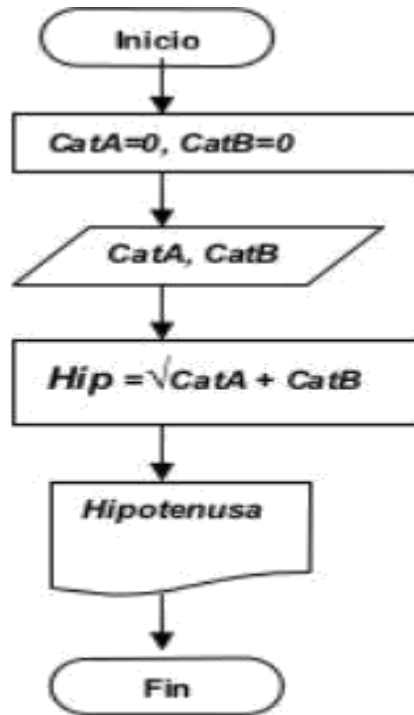 Inicio
CatA=0, CatB=0
CatA, CatB
Hip =√CatA + CatB
Hipotenusa
Fin